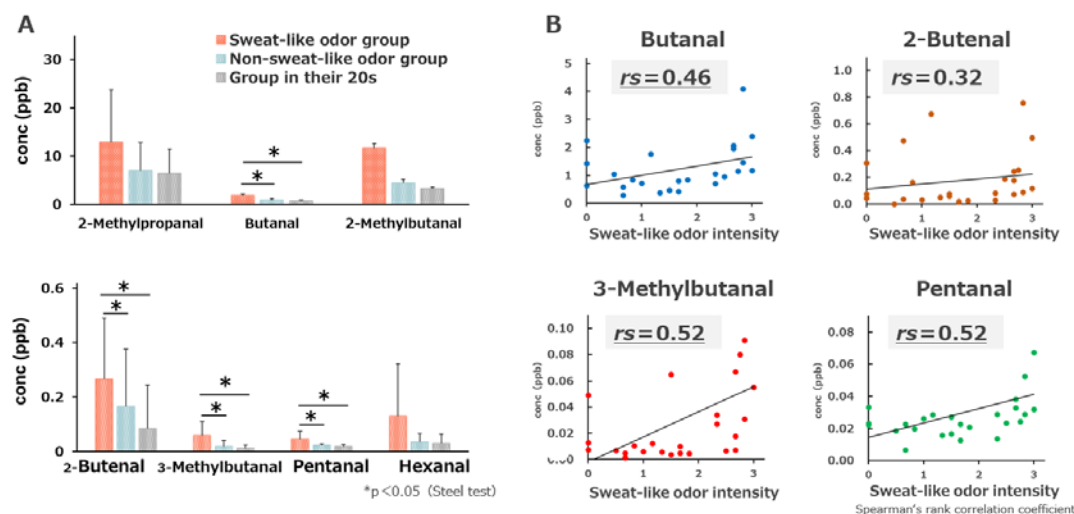 A
Sweat-like odor group
Non-sweat-like odor group
Group in their 20s
conc (ppb)
30
20
10
0
* *
2-Methylpropanal Butanal 2-Methylbutanal
conc (ppb)
0.6
0.4
0.2
0
* * * * * *
2-Butenal 3-Methylbutanal Pentanal Hexanal
*p<0.05 (Steel test)
B
Butanal
rs=0.46
conc (ppb)
5
4
3
2
1
0
0 1 2 3
Sweat-like odor intensity
2-Butenal
rs=0.32
conc (ppb)
1.0
0.8
0.6
0.4
0.2
0.0
0 1 2 3
Sweat-like odor intensity
3-Methylbutanal
rs=0.52
conc (ppb)
0.10
0.08
0.06
0.04
0.02
0.00
0 1 2 3
Sweat-like odor intensity
Pentanal
rs=0.52
conc (ppb)
0.08
0.06
0.04
0.02
0.00
0 1 2 3
Sweat-like odor intensity
Spearman's rank correlation coefficient